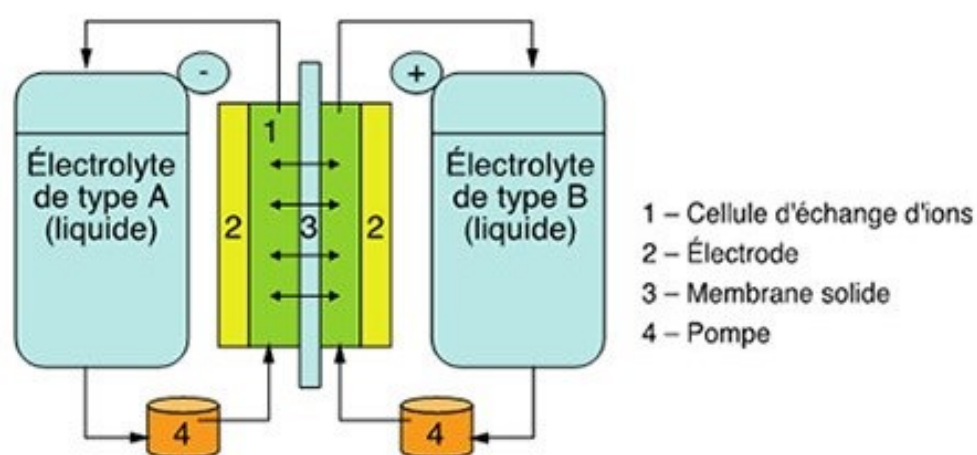 -
+
Électrolyte
de type A
(liquide)
1
2
3
2
Électrolyte
de type B
(liquide)
4
4
1 – Cellule d'échange d'ions
2 – Électrode
3 – Membrane solide
4 – Pompe